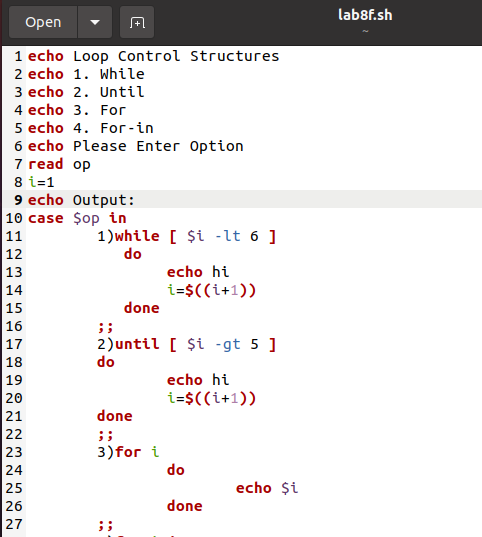 Open
lab8f.sh
~
1 echo Loop Control Structures
2 echo 1. While
3 echo 2. Until
4 echo 3. For
5 echo 4. For-in
6 echo Please Enter Option
7 read op
8 i=1
9 echo Output:
10 case $op in
11 1)while [ $i -lt 6 ]
12 do
13 echo hi
14 i=$((i+1))
15 done
16 ;;
17 2)until [ $i -gt 5 ]
18 do
19 echo hi
20 i=$((i+1))
21 done
22 ;;
23 3)for i
24 do
25 echo $i
26 done
27 ;;